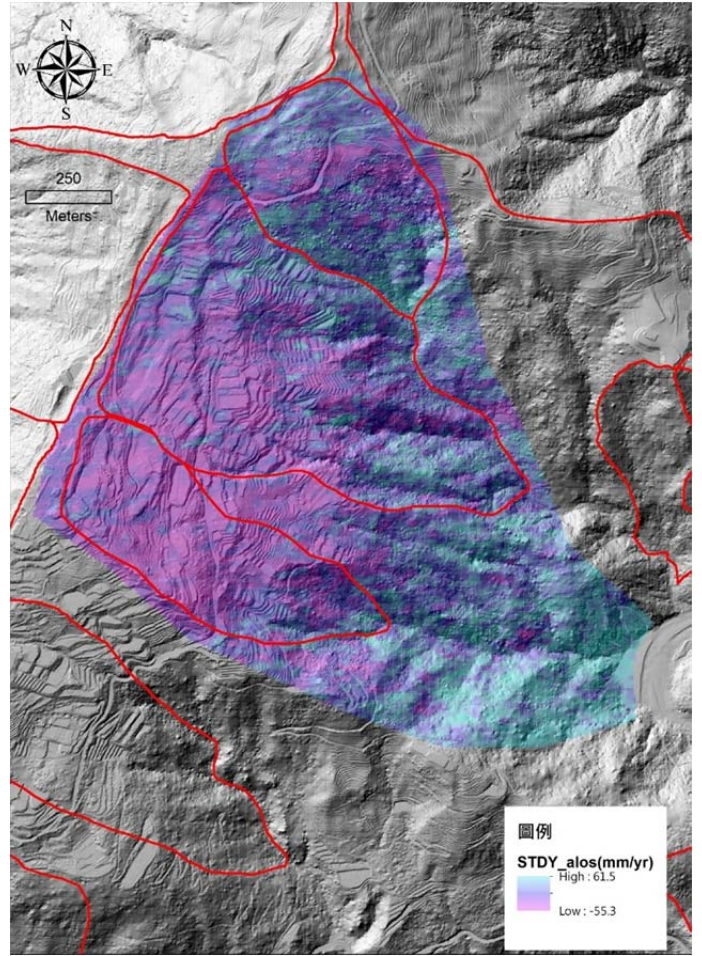 N
W E
S
250
Meters
圖例
STDY_alos(mm/yr)
High : 61.5
Low : -55.3